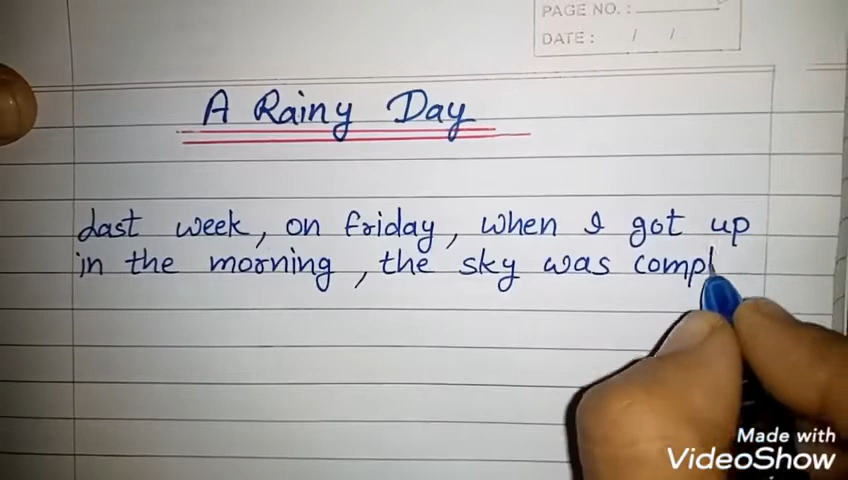 PAGE NO. :
DATE : / /
A Rainy Day
Last week, on friday, when I got up
in the morning, the sky was compl
Made with
VideoShow